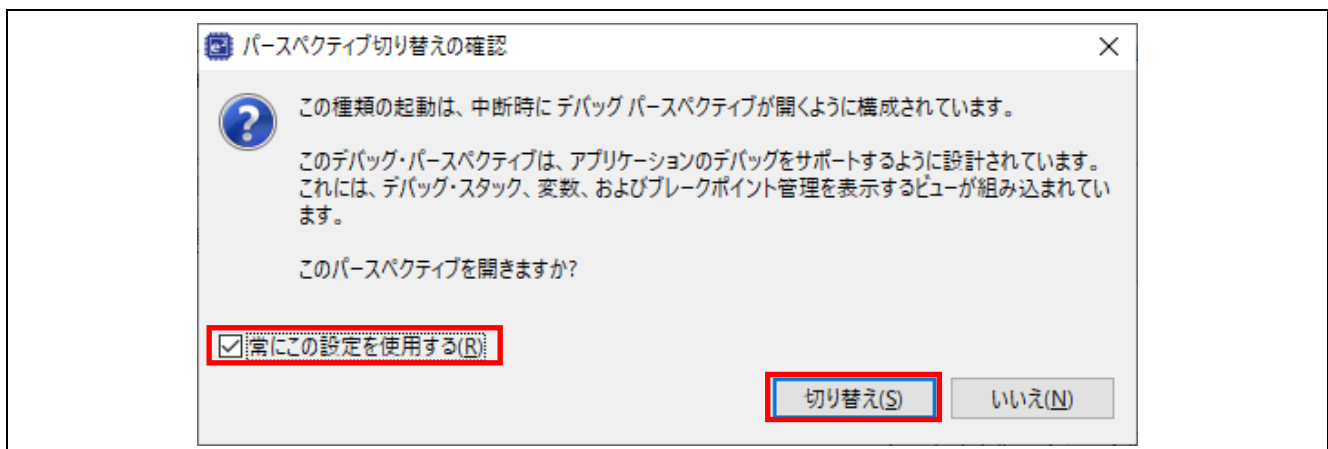 パースペクティブ切り替えの確認
この種類の起動は、中断時に デバッグ パースペクティブが開くように構成されています。
このデバッグ・パースペクティブは、アプリケーションのデバッグをサポートするように設計されています。
これには、デバッグ・スタック、変数、およびブレークポイント管理を表示するビューが組み込まれてい
ます。
このパースペクティブを開きますか?
常にこの設定を使用する(R)
切り替え(S)
いいえ(N)